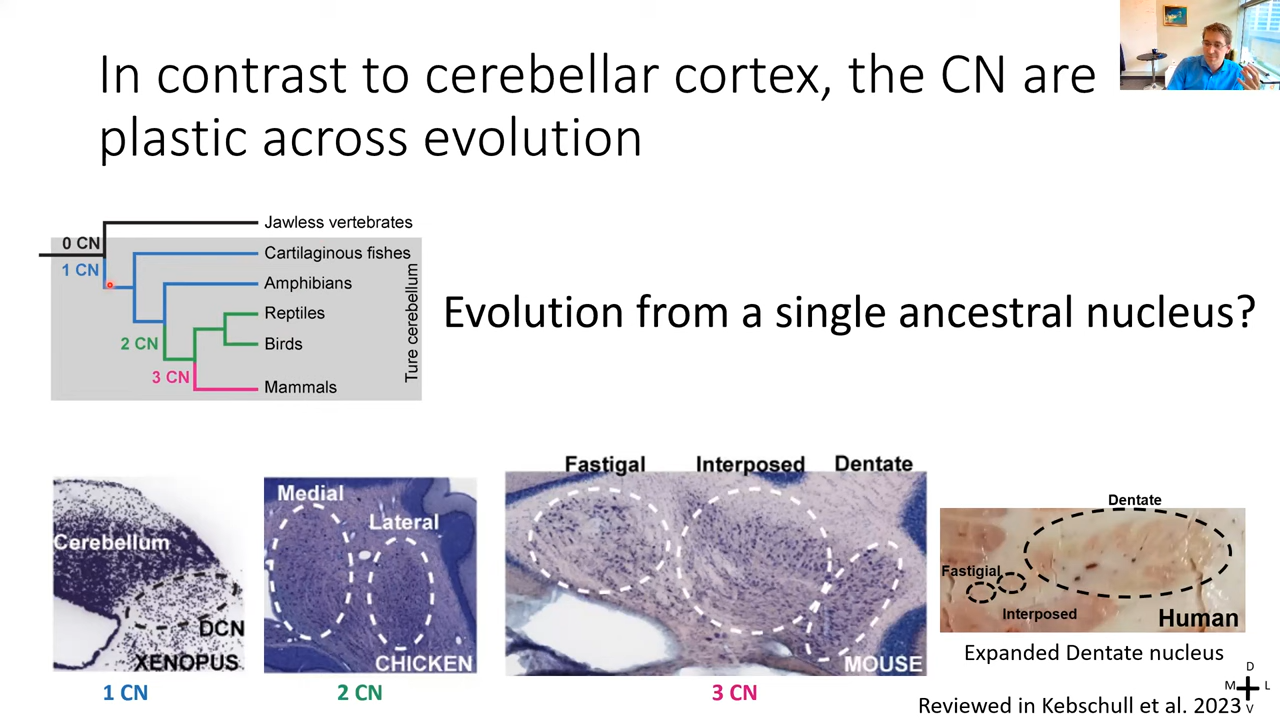 In contrast to cerebellar cortex, the CN are
plastic across evolution
Jawless vertebrates
0 CN
Cartilaginous fishes
1 CN
Amphibians
Reptiles
2 CN
Birds
3 CN
Mammals
Ture cerebellum
Evolution from a single ancestral nucleus?
Cerebellum
DCN
XENOPUS
1 CN
Medial
Lateral
CHICKEN
2 CN
Fastigal
Interposed
Dentate
MOUSE
3 CN
Dentate
Fastigial
Interposed
Human
Expanded Dentate nucleus
D
M
L
V
Reviewed in Kebschull et al. 2023